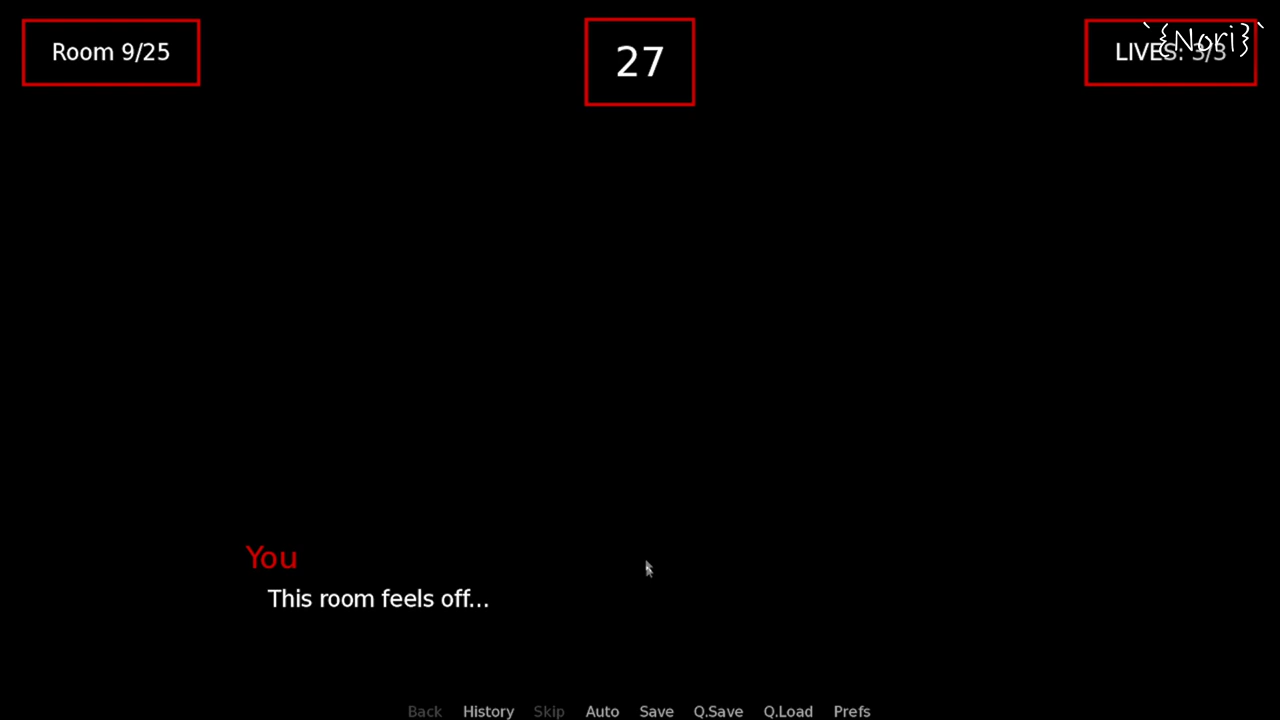 Room 9/25
27
LIVES: 3/3
`{Nori}`
You
This room feels off...
Back History Skip Auto Save Q.Save Q.Load Prefs